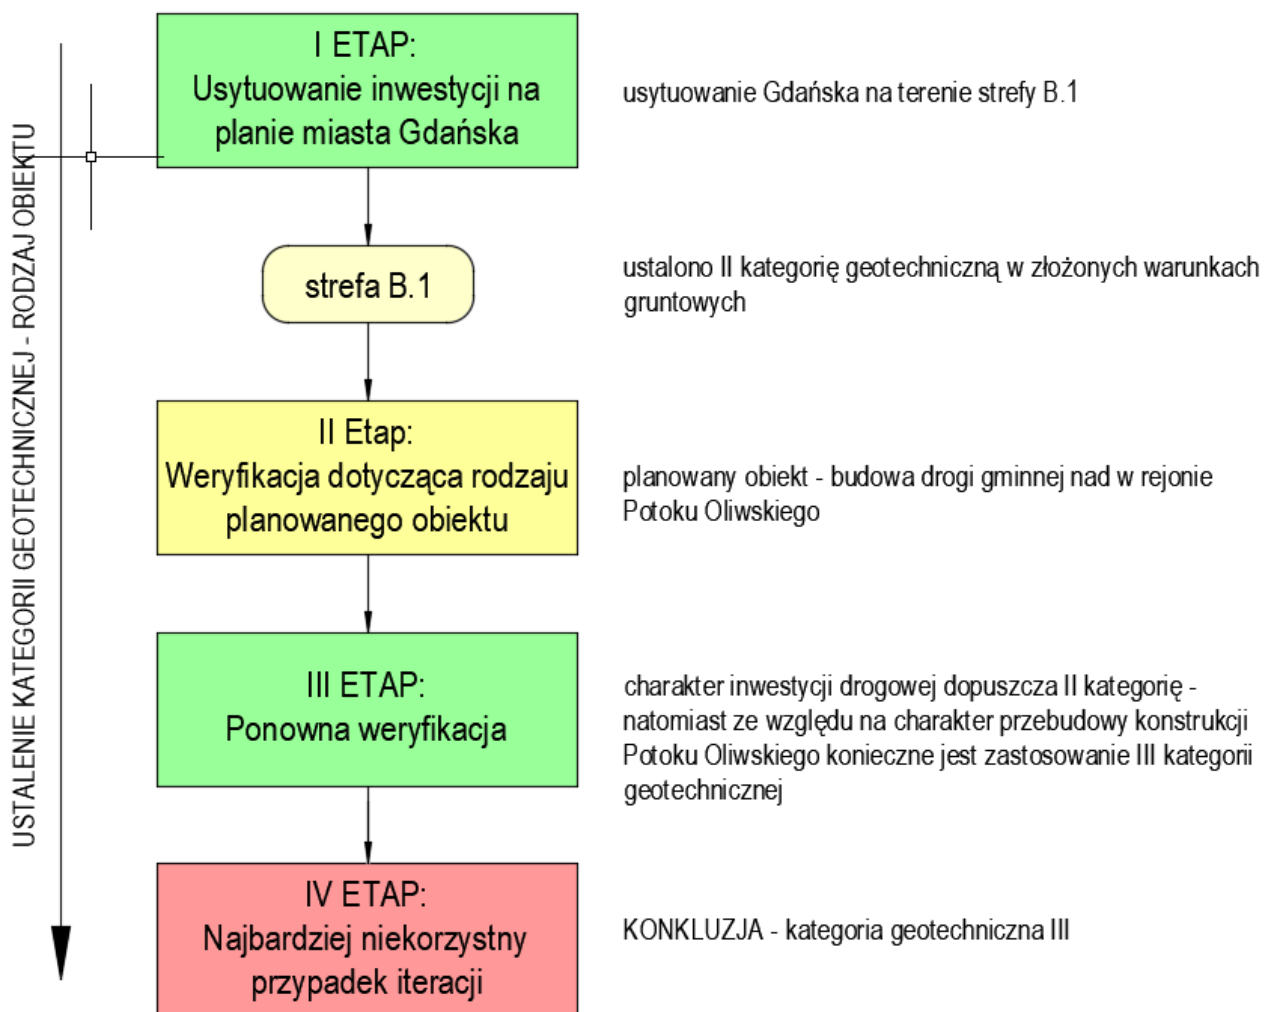 USTALENIE KATEGORII GEOTECHNICZNEJ - RODZAJ OBIEKTU
I ETAP:
Usytuowanie inwestycji na
planie miasta Gdańska
usytuowanie Gdańska na terenie strefy B.1
strefa B.1
ustalono II kategorię geotechniczną w złożonych warunkach
gruntowych
II Etap:
Weryfikacja dotycząca rodzaju
planowanego obiektu
planowany obiekt - budowa drogi gminnej nad w rejonie
Potoku Oliwskiego
III ETAP:
Ponowna weryfikacja
charakter inwestycji drogowej dopuszcza II kategorię -
natomiast ze względu na charakter przebudowy konstrukcji
Potoku Oliwskiego konieczne jest zastosowanie III kategorii
geotechnicznej
IV ETAP:
Najbardziej niekorzystny
przypadek iteracji
KONKLUZJA - kategoria geotechniczna III